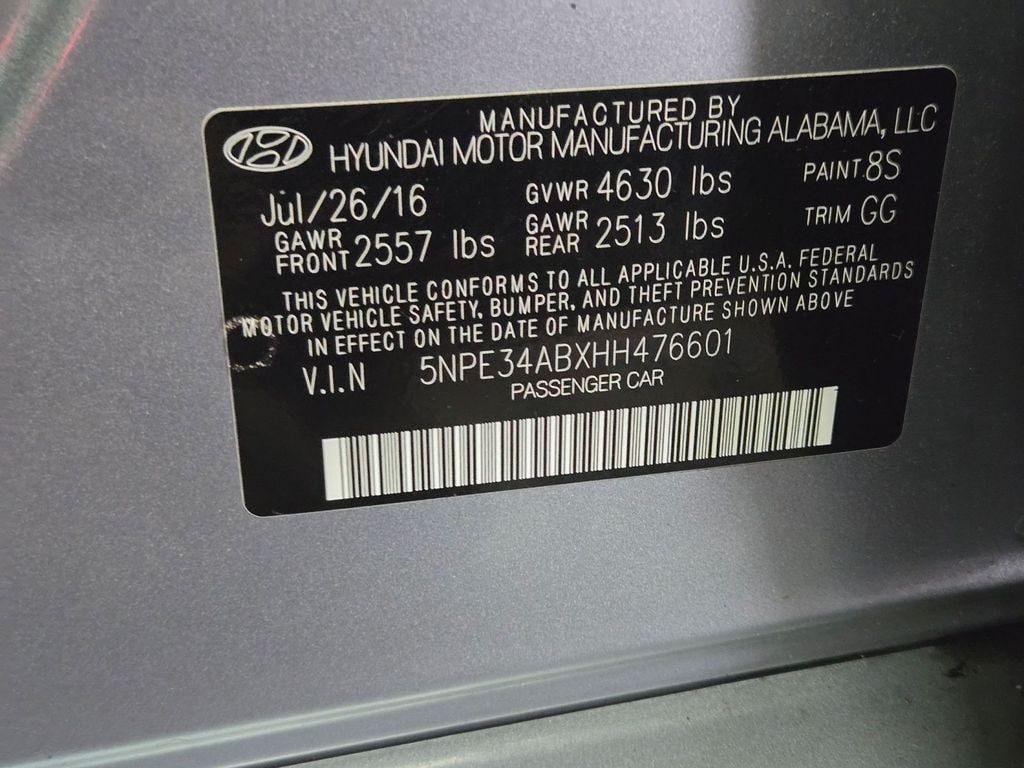 MANUFACTURED BY
HYUNDAI MOTOR MANUFACTURING ALABAMA, LLC
Jul/26/16 GVWR 4630 lbs PAINT 8S
GAWR FRONT 2557 lbs GAWR REAR 2513 lbs TRIM GG
THIS VEHICLE CONFORMS TO ALL APPLICABLE U.S.A. FEDERAL
MOTOR VEHICLE SAFETY, BUMPER, AND THEFT PREVENTION STANDARDS
IN EFFECT ON THE DATE OF MANUFACTURE SHOWN ABOVE
V.I.N 5NPE34ABXHH476601
PASSENGER CAR